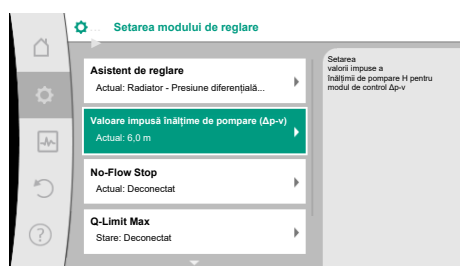 Setarea modului de reglare
Asistent de reglare
Actual: Radiator - Presiune diferențială...
Valoare impusă înălțime de pompare (Δp-v)
Actual: 6,0 m
No-Flow Stop
Actual: Deconectat
Q-Limit Max
Stare: Deconectat
Setarea
valorii impuse a
înălțimii de pompare H pentru
modul de control Δp-v